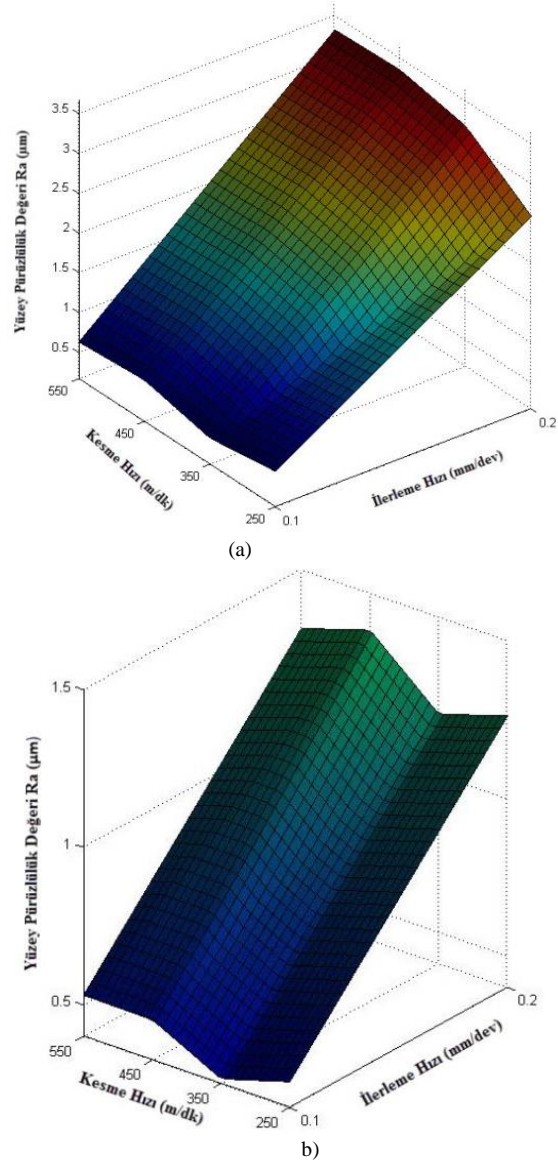 3.5
3
2.5
2
1.5
1
0.5
Yüzey Pürüzlülük Değeri Ra (µm)
550
450
350
250
Kesme Hızı (m/dk)
0.1
0.2
İlerleme Hızı (mm/dev)
(a)
1.5
1
0.5
Yüzey Pürüzlülük Değeri Ra (µm)
550
450
350
250
Kesme Hızı (m/dk)
0.1
0.2
İlerleme Hızı (mm/dev)
b)